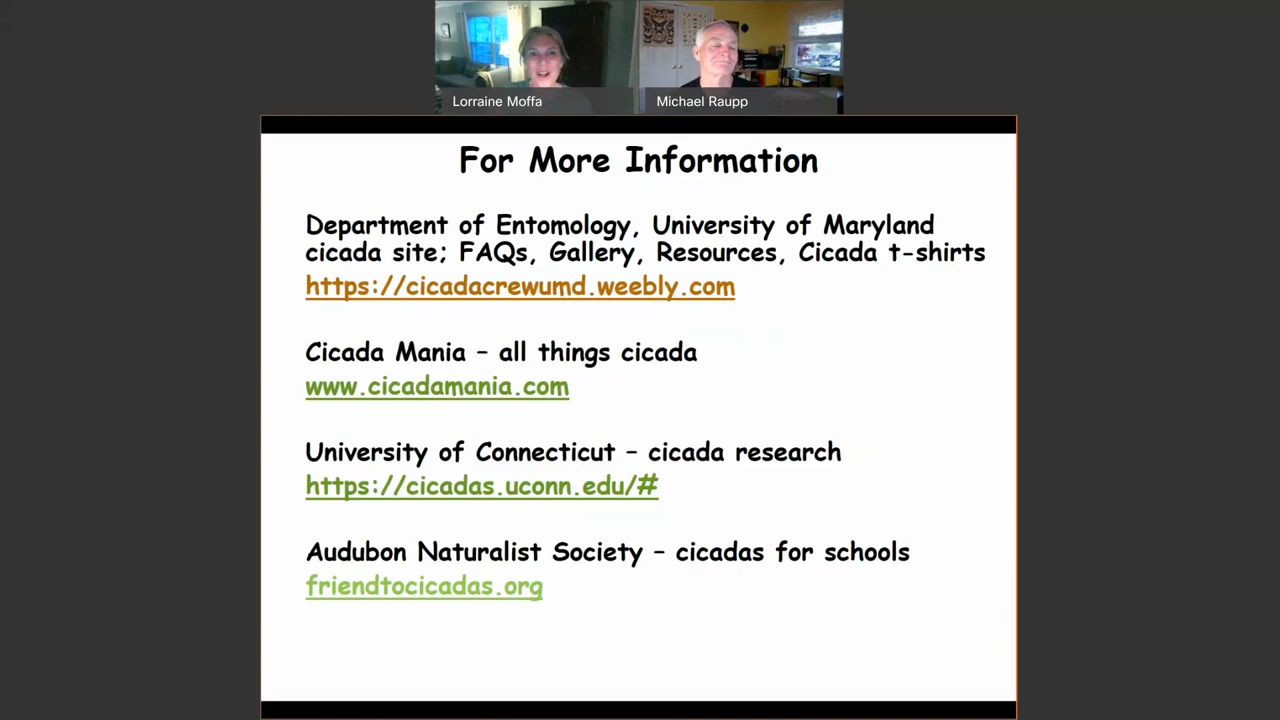 Lorraine Moffa
Michael Raupp
For More Information
Department of Entomology, University of Maryland
cicada site; FAQs, Gallery, Resources, Cicada t-shirts
https://cicadacrewumd.weebly.com
Cicada Mania – all things cicada
www.cicadamania.com
University of Connecticut – cicada research
https://cicadas.uconn.edu/#
Audubon Naturalist Society – cicadas for schools
friendtocicadas.org